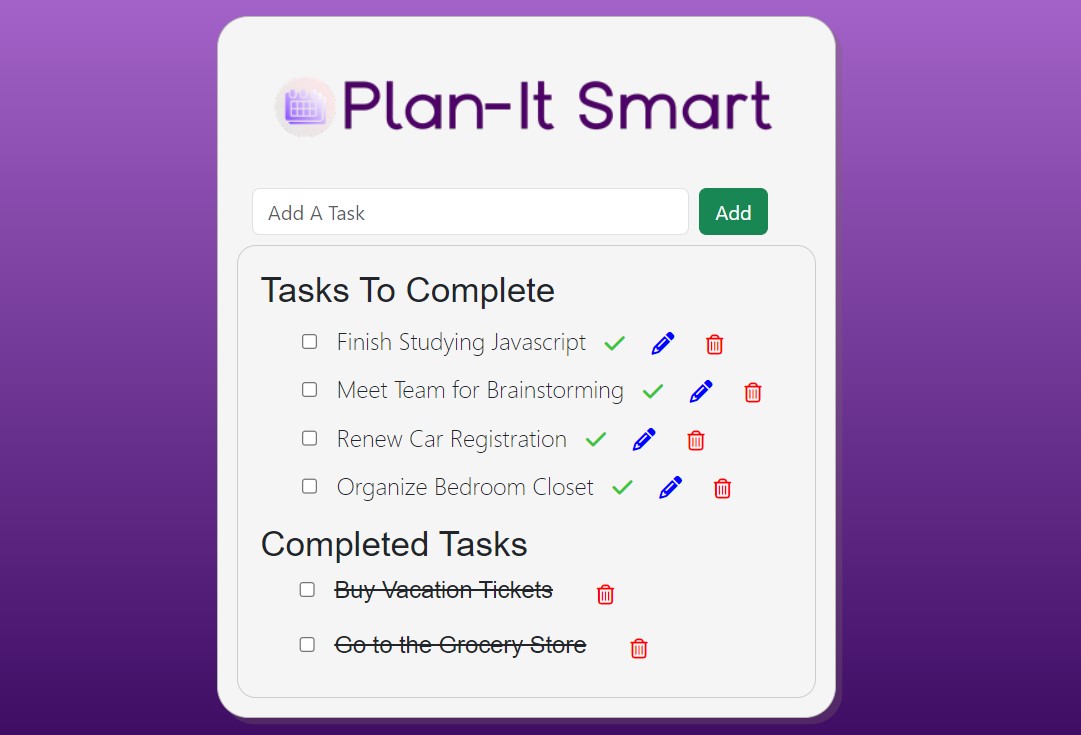 Plan-It Smart
Add A Task
Add
Tasks To Complete
Finish Studying Javascript
Meet Team for Brainstorming
Renew Car Registration
Organize Bedroom Closet
Completed Tasks
Buy Vacation Tickets
Go to the Grocery Store